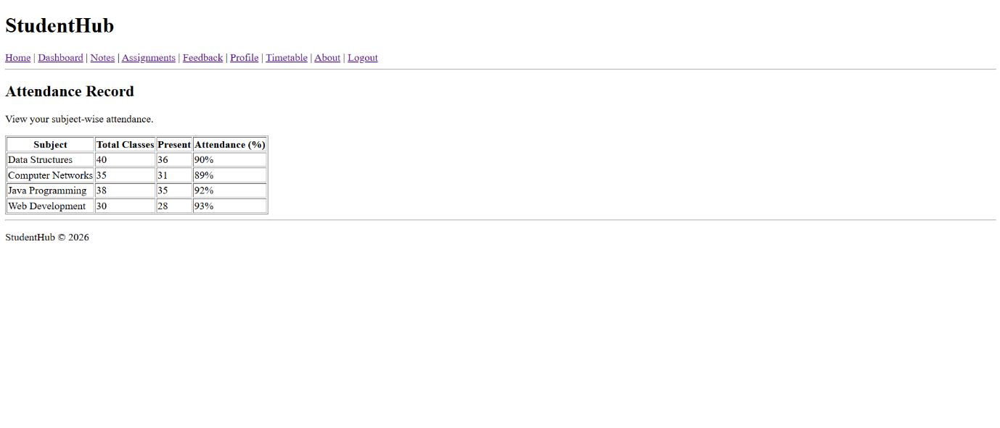 StudentHub
Home | Dashboard | Notes | Assignments | Feedback | Profile | Timetable | About | Logout
Attendance Record
View your subject-wise attendance.
Subject Total Classes Present Attendance (%)
Data Structures 40 36 90%
Computer Networks 35 31 89%
Java Programming 38 35 92%
Web Development 30 28 93%
StudentHub © 2026